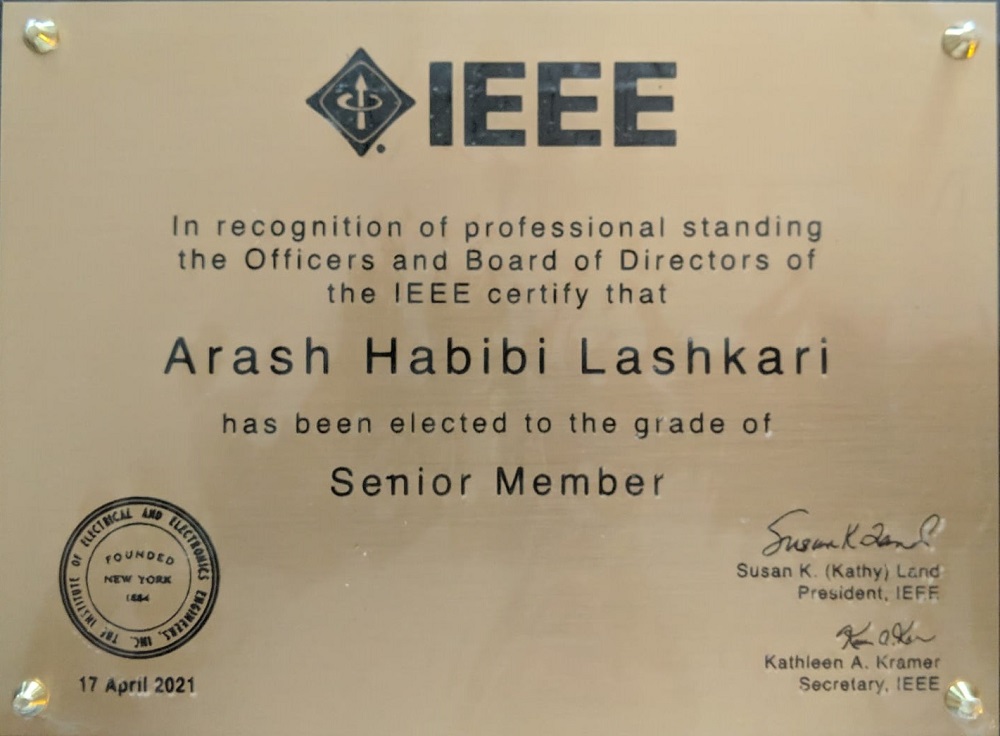 IEEE
In recognition of professional standing
the Officers and Board of Directors of
the IEEE certify that
Arash Habibi Lashkari
has been elected to the grade of
Senior Member
THE INSTITUTE OF ELECTRICAL AND ELECTRONICS ENGINEERS, INC.
FOUNDED
NEW YORK
1884
17 April 2021
Susan K Land
Susan K. (Kathy) Land
President, IEEE
Kathleen A. Kramer
Secretary, IEEE